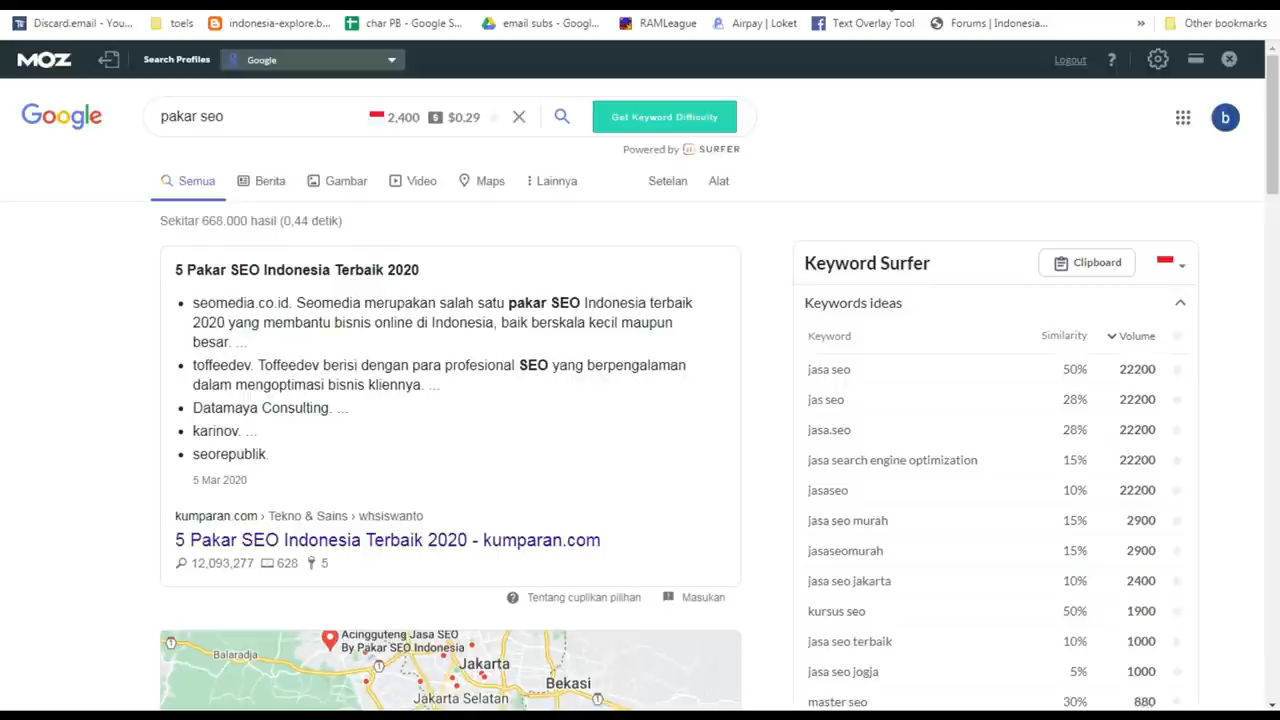 Discard.email - You...
toels
indonesia-explore.b...
char PB - Google S...
email subs - Googl...
RAMLeague
Airpay | Loket
Text Overlay Tool
Forums | Indonesia...
»
Other bookmarks
MOZ
Search Profiles
Google
Logout
?
Google
pakar seo
2,400
$0.29
Get Keyword Difficulty
b
Powered by SURFER
Semua
Berita
Gambar
Video
Maps
Lainnya
Setelan
Alat
Sekitar 668.000 hasil (0,44 detik)
5 Pakar SEO Indonesia Terbaik 2020
• seomedia.co.id. Seomedia merupakan salah satu pakar SEO Indonesia terbaik
2020 yang membantu bisnis online di Indonesia, baik berskala kecil maupun
besar. ...
• toffeedev. Toffeedev berisi dengan para profesional SEO yang berpengalaman
dalam mengoptimasi bisnis kliennya. ...
• Datamaya Consulting. ...
• karinov. ...
• seorepublik.
5 Mar 2020
kumparan.com › Tekno & Sains › whsiswanto
5 Pakar SEO Indonesia Terbaik 2020 - kumparan.com
12,093,277 628 5
Tentang cuplikan pilihan
Masukan
Acingguteng Jasa SEO
By Pakar SEO Indonesia
Balaradja
Jakarta
Bekasi
Jakarta Selatan
1
1
1
Keyword Surfer
Clipboard
Keywords ideas
Keyword Similarity Volume
jasa seo 50% 22200
jas seo 28% 22200
jasa.seo 28% 22200
jasa search engine optimization 15% 22200
jasaseo 10% 22200
jasa seo murah 15% 2900
jasaseomurah 15% 2900
jasa seo jakarta 10% 2400
kursus seo 50% 1900
jasa seo terbaik 10% 1000
jasa seo jogja 5% 1000
master seo 30% 880